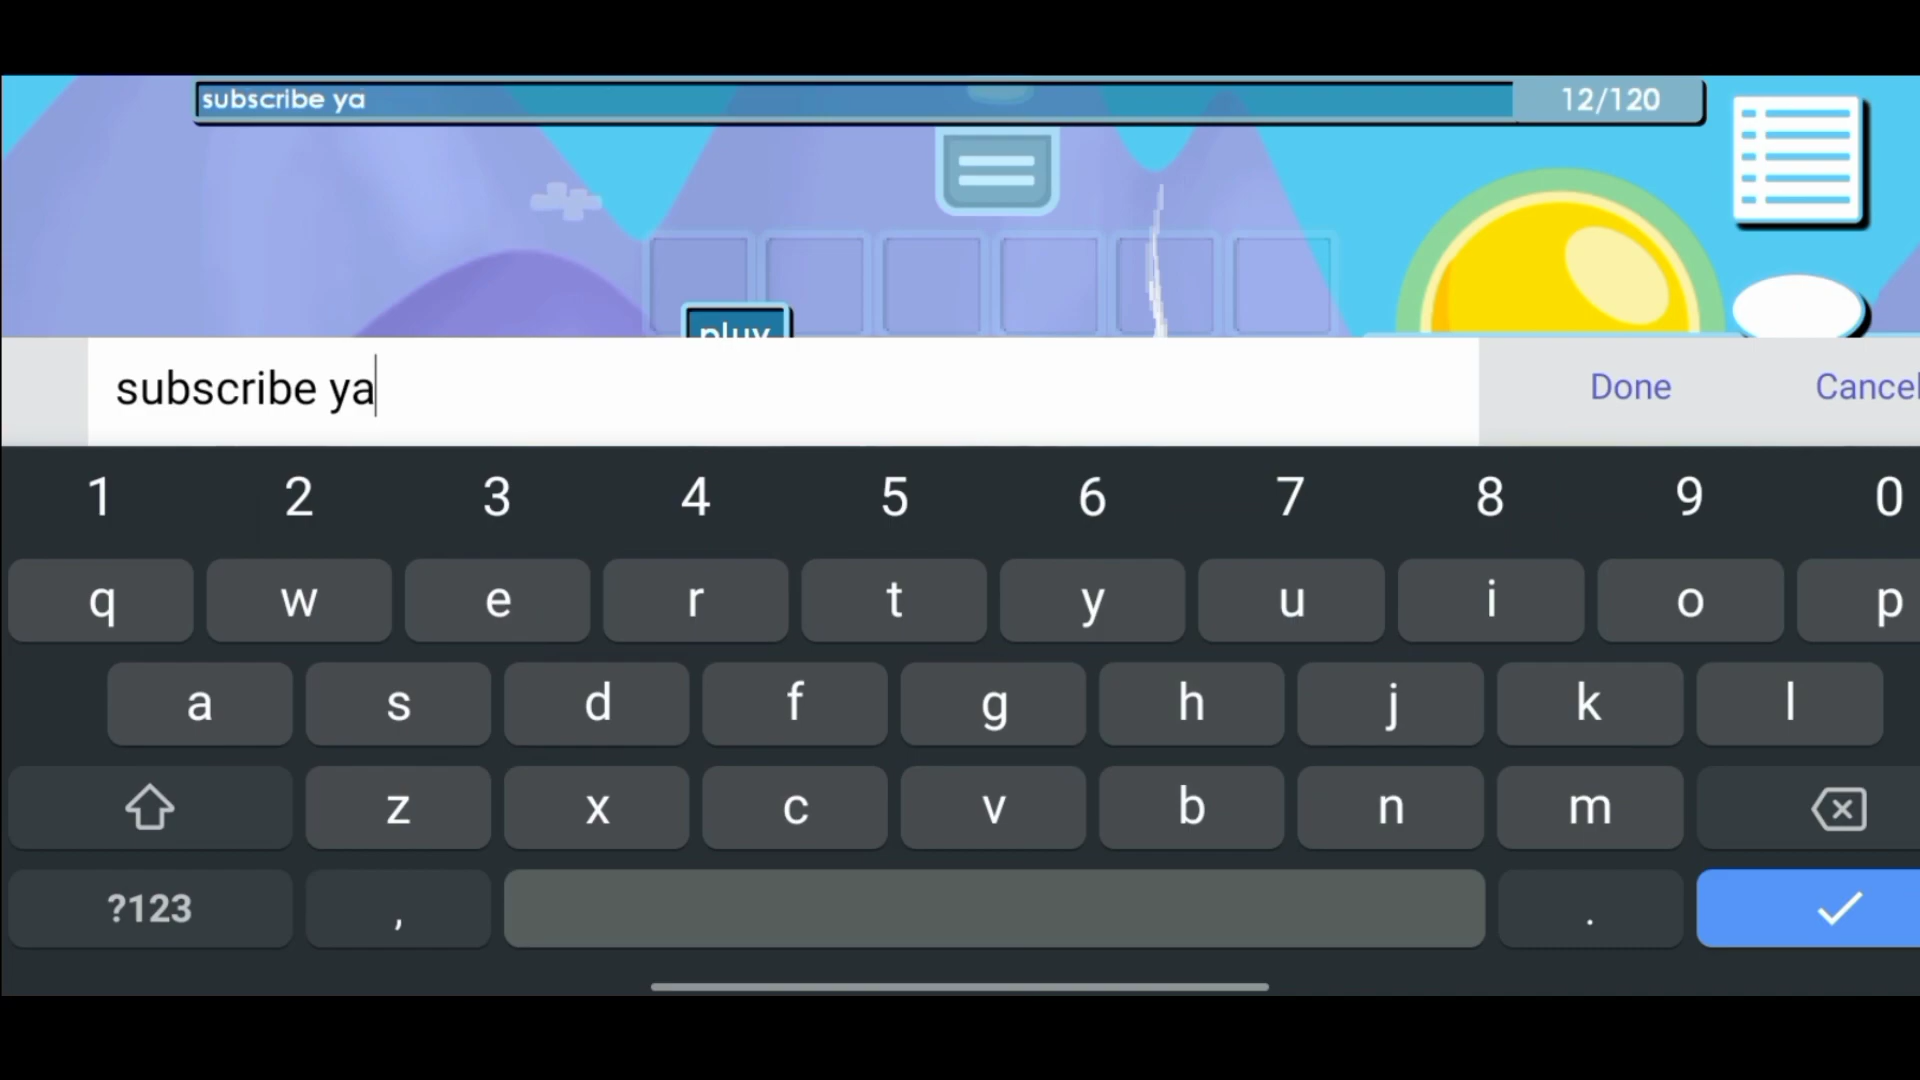 subscribe ya 12/120
subscribe ya Done Cancel
1 2 3 4 5 6 7 8 9 0
q w e r t y u i o p
a s d f g h j k l
z x c v b n m
?123 , .